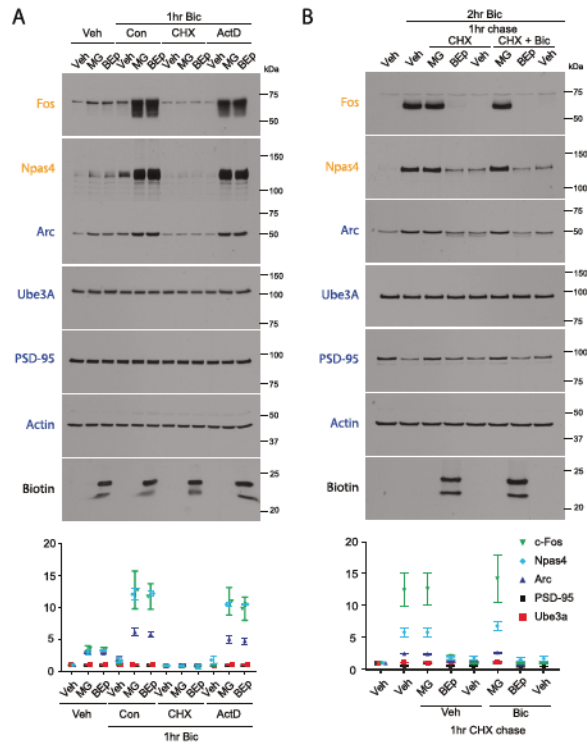 A
1hr Bic
Veh Con CHX ActD
Veh MG BEp Veh MG BEp Veh MG BEp Veh MG BEp
kDa
Fos
75
50
Npas4
150
100
Arc
75
50
Ube3A
150
100
75
PSD-95
100
75
Actin
50
37
Biotin
25
20
20
15
10
5
0
Veh MG BEp Veh MG BEp Veh MG BEp Veh MG BEp
Veh Con CHX ActD
1hr Bic
B
2hr Bic
1hr chase
CHX CHX + Bic
Veh Veh MG BEp Veh MG BEp Veh
kDa
Fos
75
50
Npas4
150
100
Arc
75
50
Ube3A
150
100
75
PSD-95
100
75
Actin
50
37
Biotin
25
20
20
15
10
5
0
c-Fos
Npas4
Arc
PSD-95
Ube3a
Veh Veh MG BEp Veh MG BEp Veh
Veh Bic
1hr CHX chase